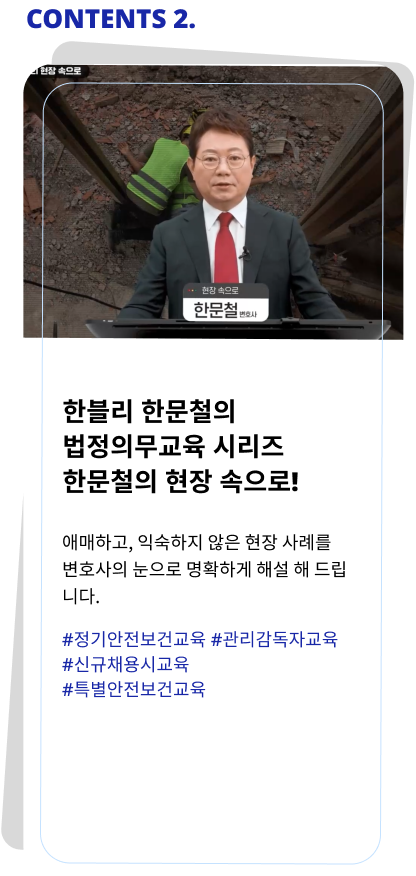 CONTENTS 2.
현장 속으로
현장 속으로
한문철 변호사
한블리 한문철의
법정의무교육 시리즈
한문철의 현장 속으로!
애매하고, 익숙하지 않은 현장 사례를
변호사의 눈으로 명확하게 해설 해 드립
니다.
#정기안전보건교육 #관리감독자교육
#신규채용시교육
#특별안전보건교육